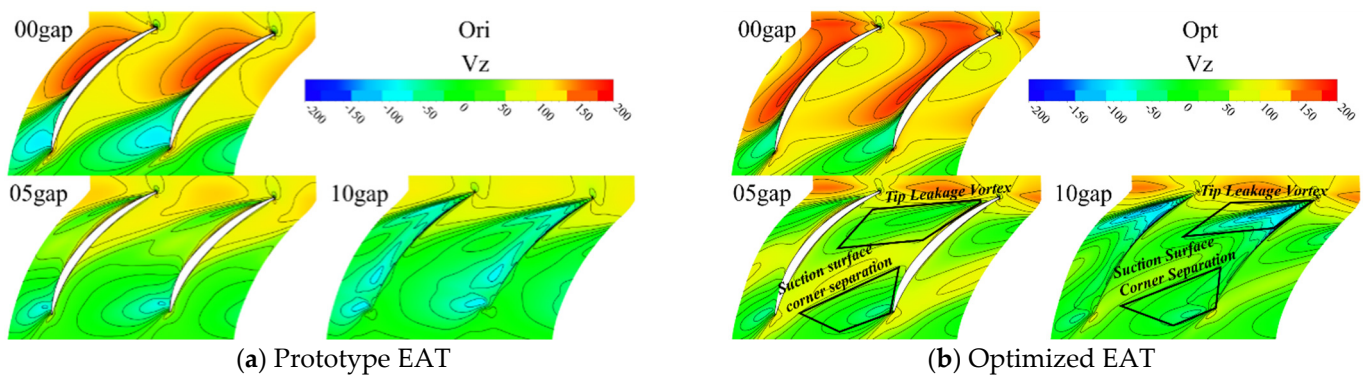 00gap
Ori
Vz
-200 -150 -100 -50 0 50 100 150 200
05gap
10gap
(a) Prototype EAT
00gap
Opt
Vz
-200 -150 -100 -50 0 50 100 150 200
05gap
Tip Leakage Vortex
Suction surface
corner separation
10gap
Tip Leakage Vortex
Suction Surface
Corner Separation
(b) Optimized EAT